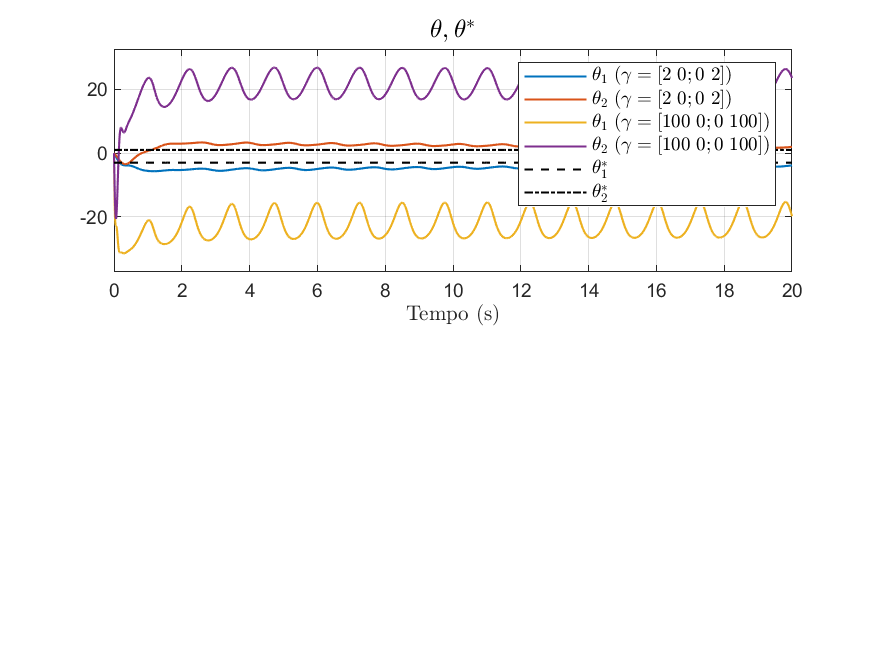 θ, θ*
20
0
-20
0 2 4 6 8 10 12 14 16 18 20
Tempo (s)
θ₁ (γ = [2 0; 0 2])
θ₂ (γ = [2 0; 0 2])
θ₁ (γ = [100 0; 0 100])
θ₂ (γ = [100 0; 0 100])
θ₁*
θ₂*